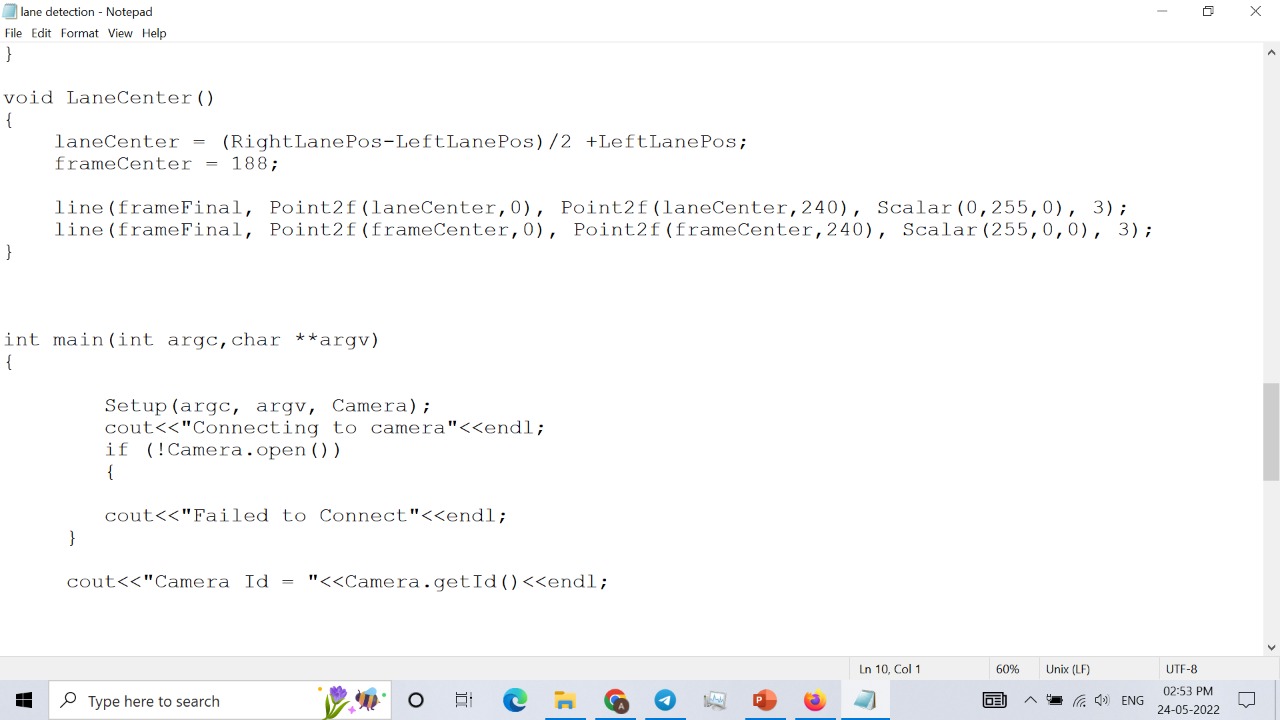 lane detection - Notepad
File Edit Format View Help
}
void LaneCenter()
{
laneCenter = (RightLanePos-LeftLanePos)/2 +LeftLanePos;
frameCenter = 188;
line(frameFinal, Point2f(laneCenter,0), Point2f(laneCenter,240), Scalar(0,255,0), 3);
line(frameFinal, Point2f(frameCenter,0), Point2f(frameCenter,240), Scalar(255,0,0), 3);
}
int main(int argc,char **argv)
{
Setup(argc, argv, Camera);
cout<<"Connecting to camera"<<endl;
if (!Camera.open())
{
cout<<"Failed to Connect"<<endl;
}
cout<<"Camera Id = "<<Camera.getId()<<endl;
Ln 10, Col 1 60% Unix (LF) UTF-8
Type here to search A P ENG 02:53 PM
24-05-2022